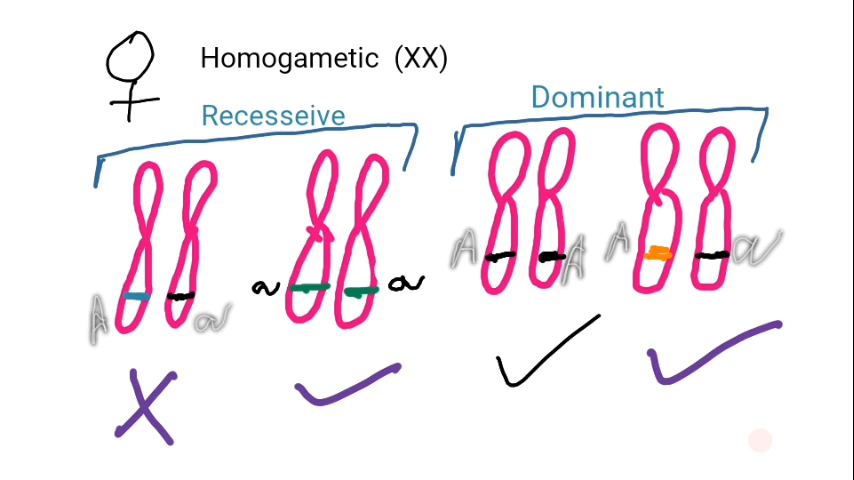 Homogametic (XX)
Recesseive
Dominant
A a
a a
A A
A a